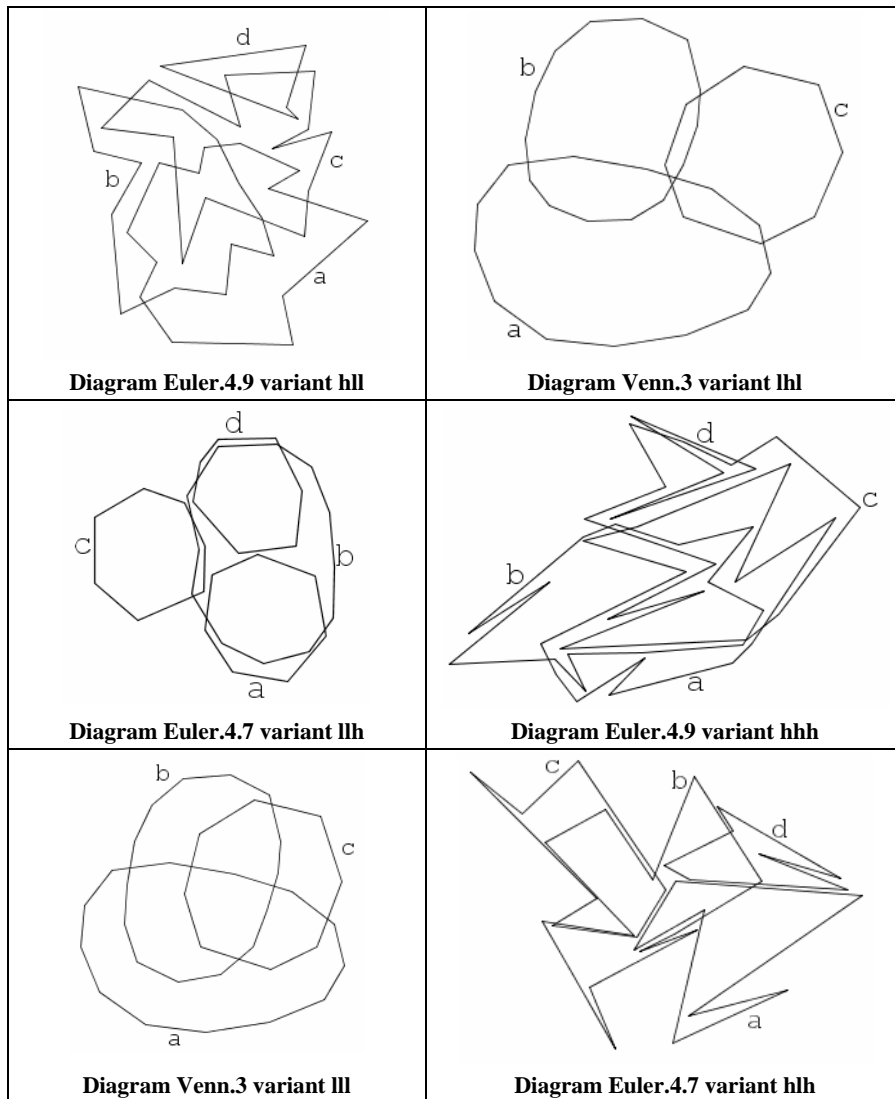 d
c
b
a
Diagram Euler.4.9 variant hll
b
c
a
Diagram Venn.3 variant lhl
d
c
b
a
Diagram Euler.4.7 variant llh
d
c
b
a
Diagram Euler.4.9 variant hhh
b
c
a
Diagram Venn.3 variant lll
c
b
d
a
Diagram Euler.4.7 variant hlh